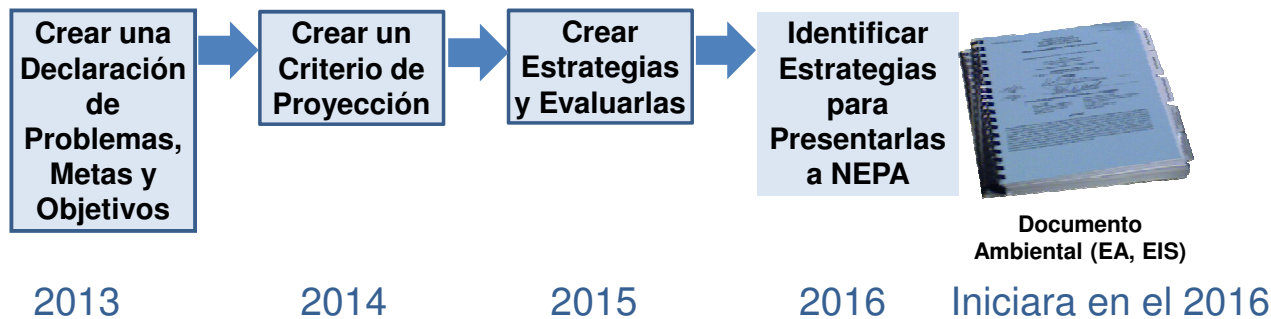 Crear una
Declaración
de
Problemas,
Metas y
Objetivos
Crear un
Criterio de
Proyección
Crear
Estrategias
y Evaluarlas
Identificar
Estrategias
para
Presentarlas
a NEPA
Documento
Ambiental (EA, EIS)
2013
2014
2015
2016
Iniciara en el 2016